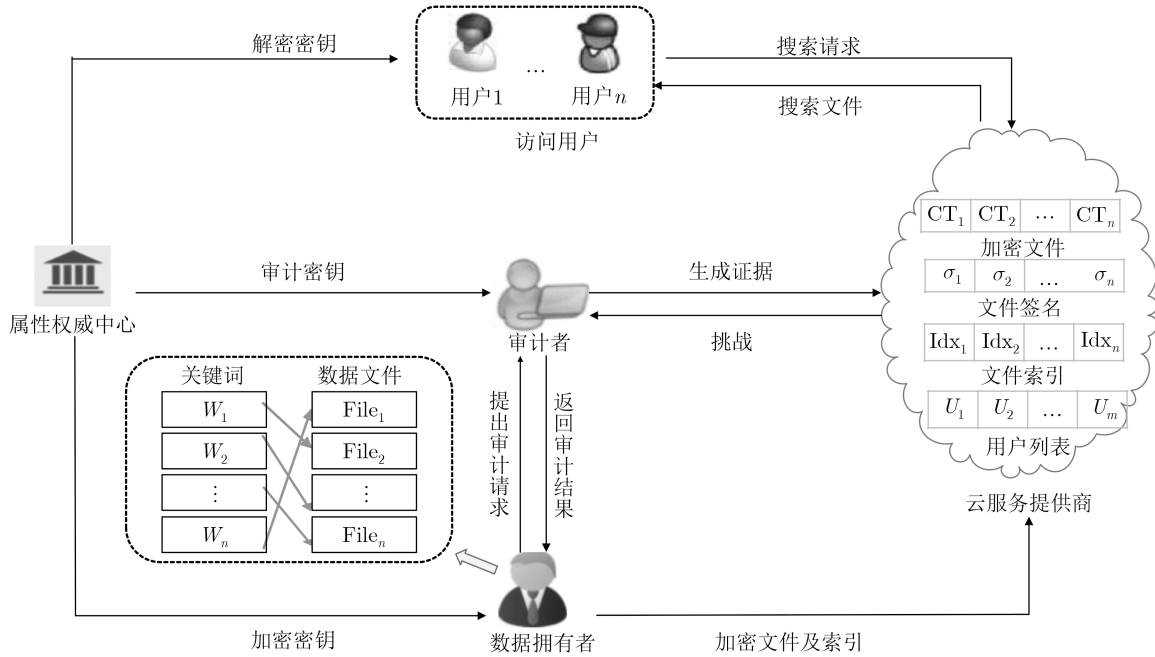 解密密钥
用户1
…
用户n
访问用户
搜索请求
搜索文件
CT₁ CT₂ … CTₙ
加密文件
σ₁ σ₂ … σₙ
文件签名
Idx₁ Idx₂ … Idxₙ
文件索引
U₁ U₂ … Uₘ
用户列表
云服务提供商
属性权威中心
审计密钥
审计者
生成证据
挑战
关键词 数据文件
W₁ File₁
W₂ File₂
⋮ ⋮
Wₙ Fileₙ
提出审计请求
返回审计结果
加密密钥
数据拥有者
加密文件及索引